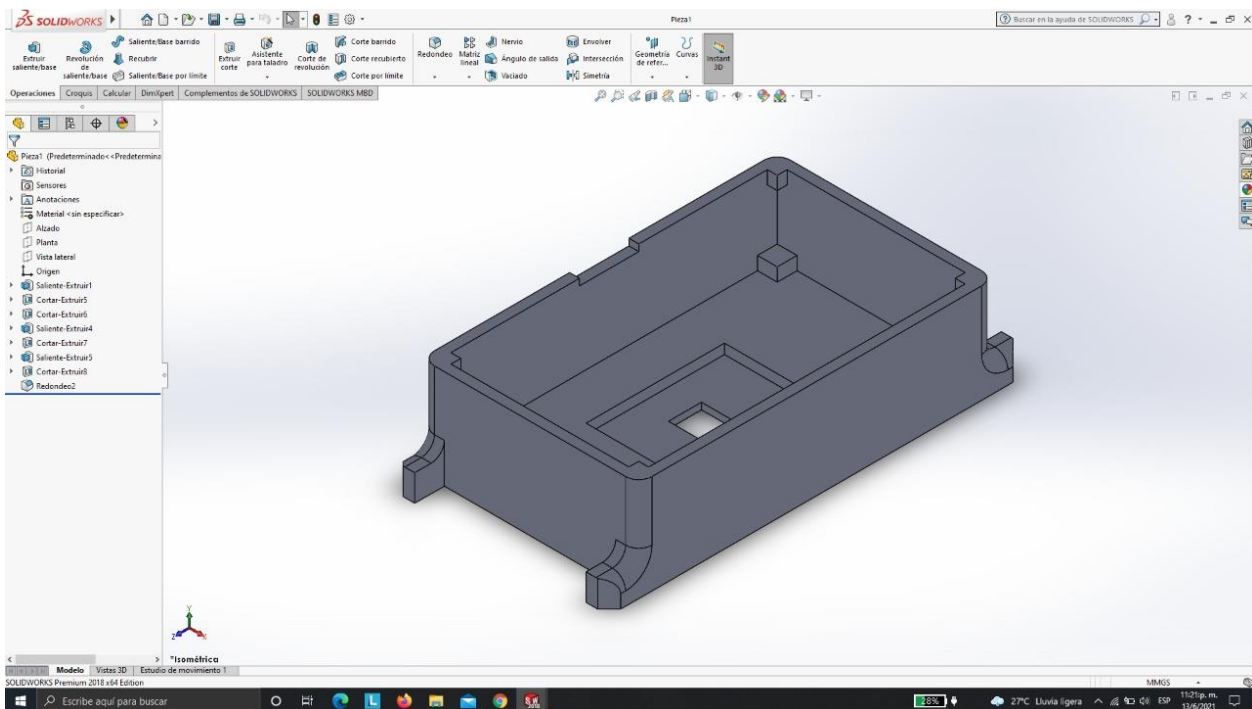 SOLIDWORKS
Pieza1
Buscar en la ayuda de SOLIDWORKS
Extruir saliente/base
Revolución de saliente/base
Saliente/Base barrido
Recubrir
Saliente/Base por límite
Extruir corte
Asistente para taladro
Corte de revolución
Corte barrido
Corte recubierto
Corte por límite
Redondeo
Matriz lineal
Nervio
Ángulo de salida
Vaciado
Envolver
Intersección
Simetría
Geometría de refer...
Curvas
Instant 3D
Operaciones Croquis Calcular DimXpert Complementos de SOLIDWORKS SOLIDWORKS MBD
Pieza1 (Predeterminado<<Predetermina
Historial
Sensores
Anotaciones
Material <sin especificar>
Alzado
Planta
Vista lateral
Origen
Saliente-Extruir1
Cortar-Extruir5
Cortar-Extruir6
Saliente-Extruir4
Cortar-Extruir7
Saliente-Extruir5
Cortar-Extruir8
Redondeo2
Y
Z X
*Isométrica
Modelo Vistas 3D Estudio de movimiento 1
SOLIDWORKS Premium 2018 x64 Edition
MMGS
Escribe aquí para buscar
28%
27°C Lluvia ligera
ESP
11:21p. m.
13/6/2021